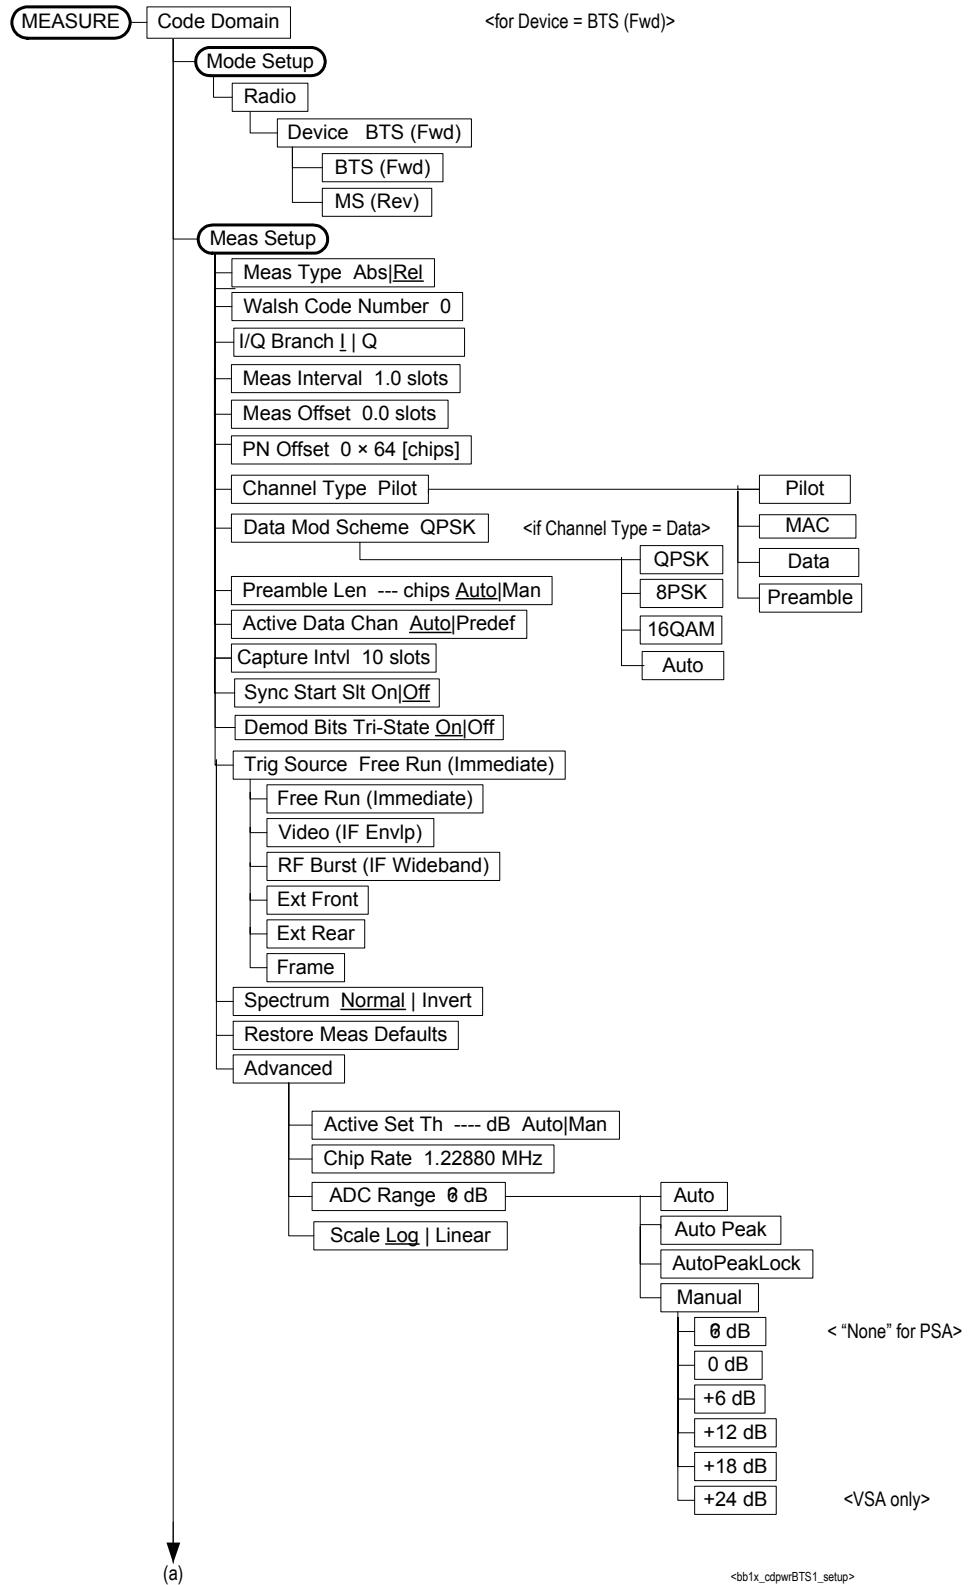 MEASURE Code Domain <for Device = BTS (Fwd)>
Mode Setup
Radio
Device BTS (Fwd)
BTS (Fwd)
MS (Rev)
Meas Setup
Meas Type Abs|Rel
Walsh Code Number 0
I/Q Branch I | Q
Meas Interval 1.0 slots
Meas Offset 0.0 slots
PN Offset 0 × 64 [chips]
Channel Type Pilot
Pilot
MAC
Data
Preamble
Data Mod Scheme QPSK <if Channel Type = Data>
QPSK
8PSK
16QAM
Auto
Preamble Len --- chips Auto|Man
Active Data Chan Auto|Predef
Capture Intvl 10 slots
Sync Start Slt On|Off
Demod Bits Tri-State On|Off
Trig Source Free Run (Immediate)
Free Run (Immediate)
Video (IF Envlp)
RF Burst (IF Wideband)
Ext Front
Ext Rear
Frame
Spectrum Normal | Invert
Restore Meas Defaults
Advanced
Active Set Th ---- dB Auto|Man
Chip Rate 1.22880 MHz
ADC Range dB
Auto
Auto Peak
AutoPeakLock
Manual
dB < “None” for PSA>
0 dB
+6 dB
+12 dB
+18 dB
+24 dB <VSA only>
Scale Log | Linear
(a)
<bb1x_cdpwrBTS1_setup>